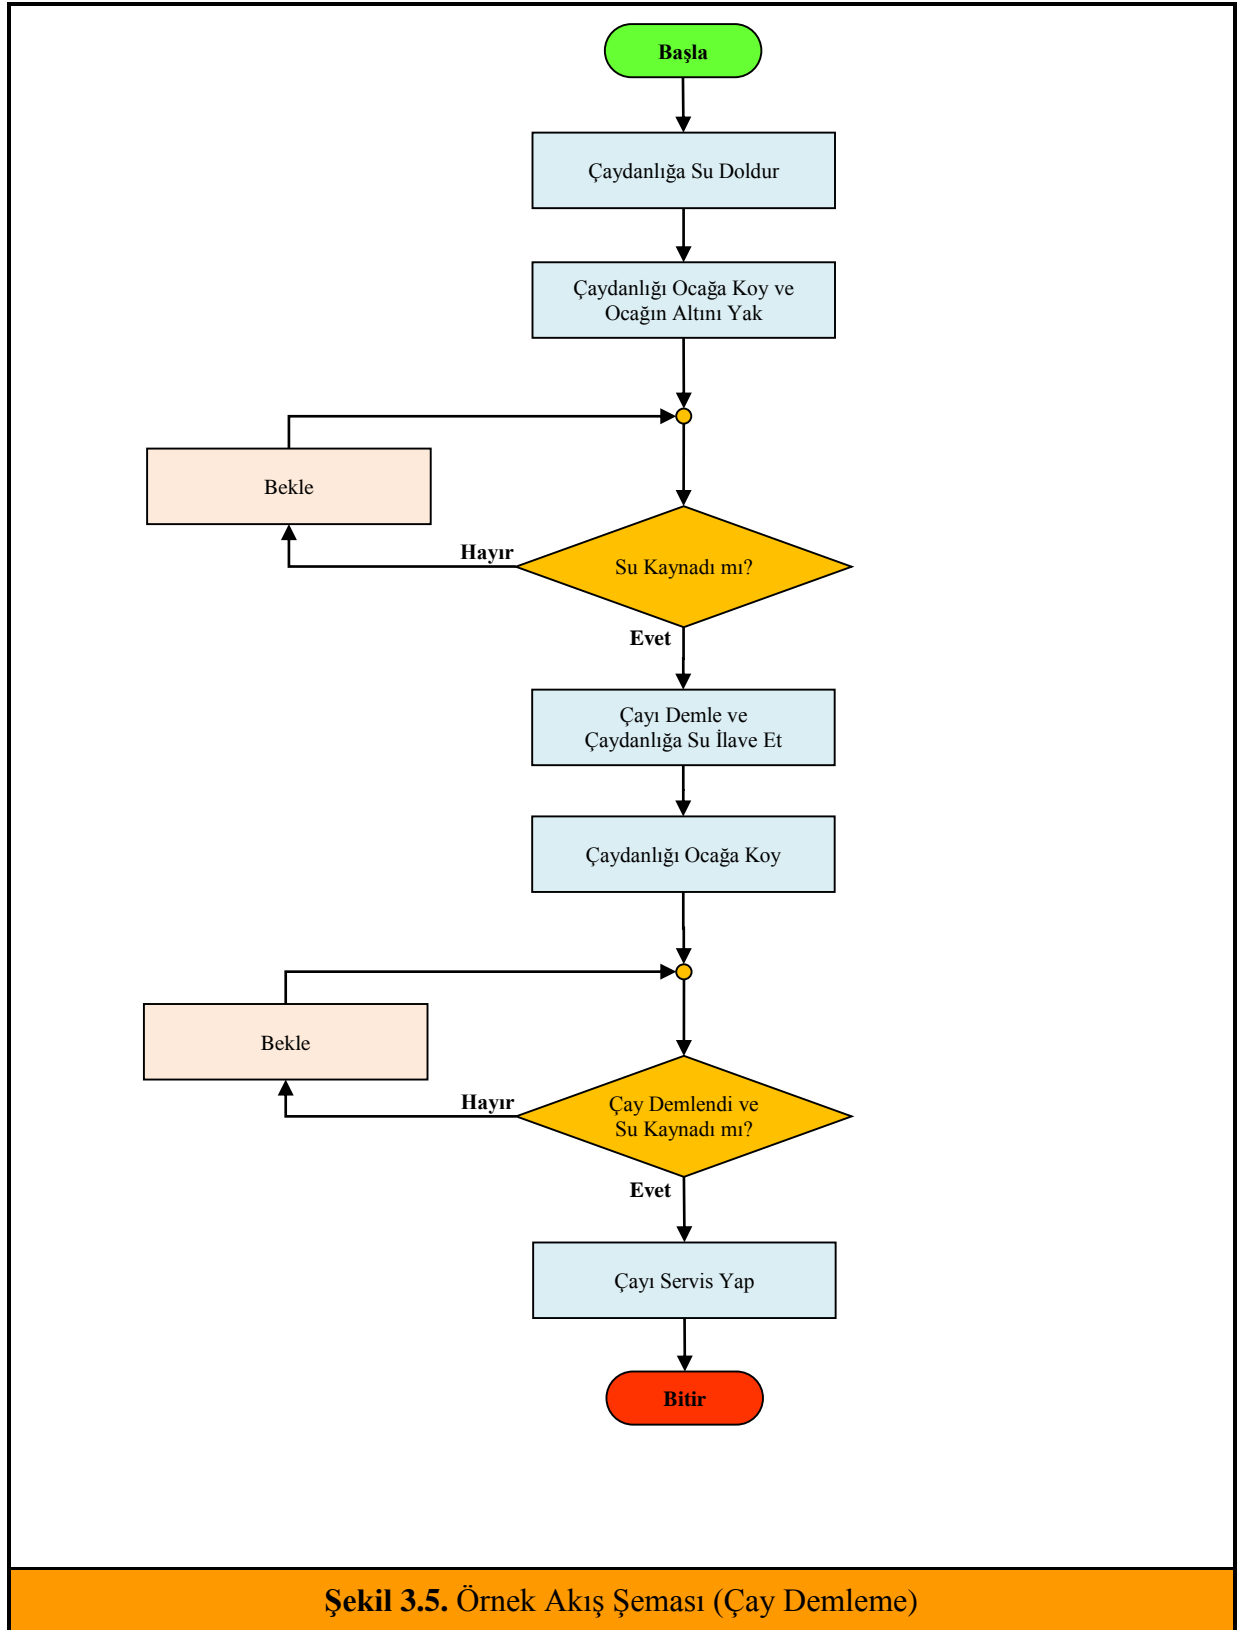 Başla
Çaydanlığa Su Doldur
Çaydanlığı Ocağa Koy ve
Ocağın Altını Yak
Bekle
Hayır
Su Kaynadı mı?
Evet
Çayı Demle ve
Çaydanlığa Su İlave Et
Çaydanlığı Ocağa Koy
Bekle
Hayır
Çay Demlendi ve
Su Kaynadı mı?
Evet
Çayı Servis Yap
Bitir
Şekil 3.5. Örnek Akış Şeması (Çay Demleme)